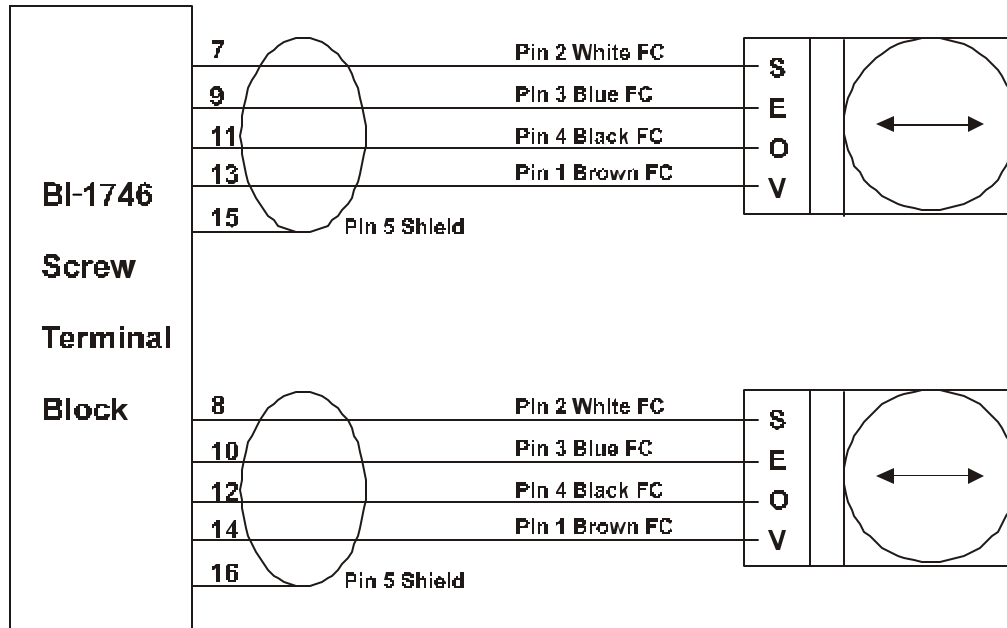 7 Pin 2 White FC S
9 Pin 3 Blue FC E
11 Pin 4 Black FC O
13 Pin 1 Brown FC V
15 Pin 5 Shield
BI-1746
Screw
Terminal
Block
8 Pin 2 White FC S
10 Pin 3 Blue FC E
12 Pin 4 Black FC O
14 Pin 1 Brown FC V
16 Pin 5 Shield